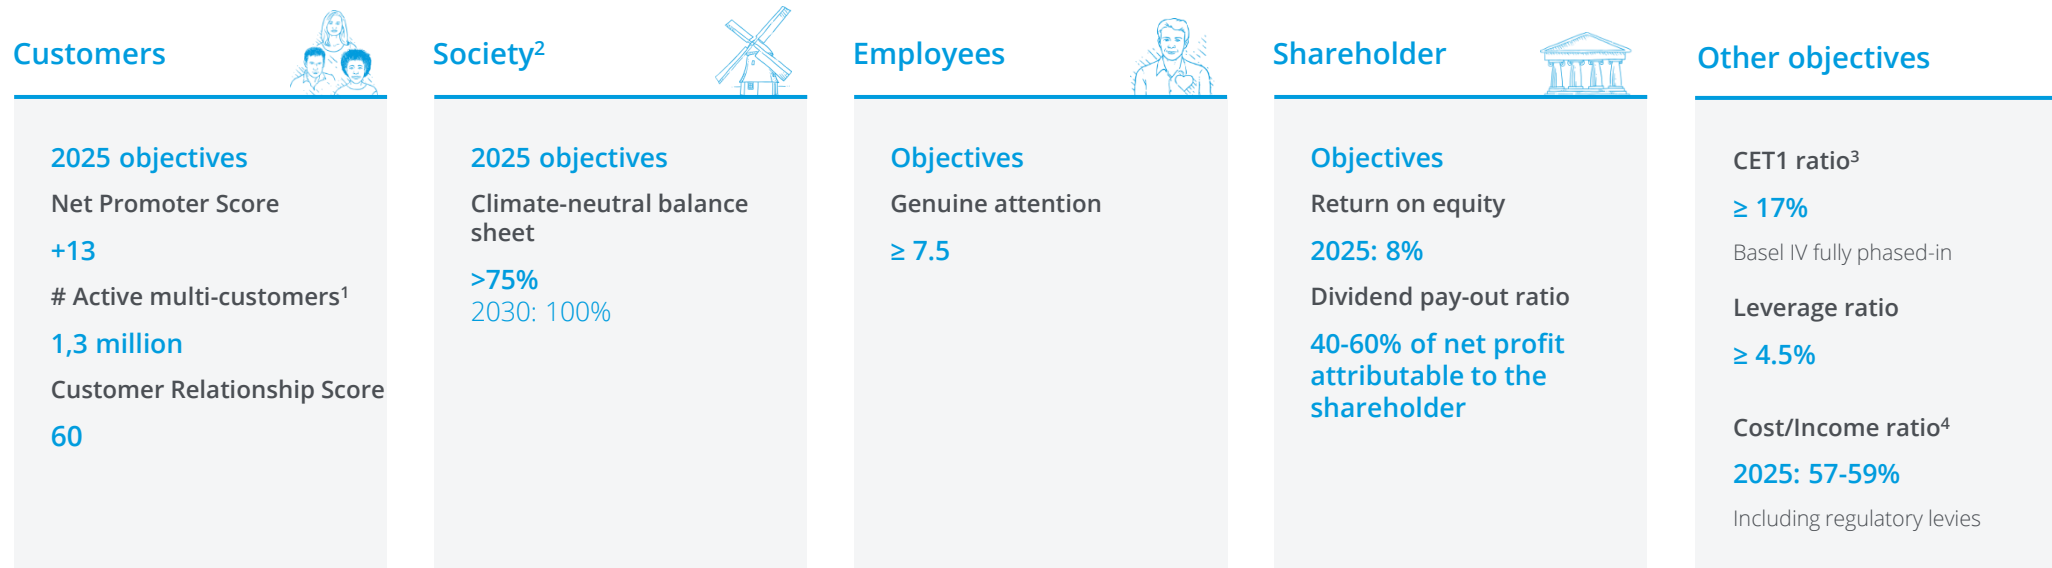 Customers
2025 objectives
Net Promoter Score
+13
# Active multi-customers¹
1,3 million
Customer Relationship Score
60
Society²
2025 objectives
Climate-neutral balance
sheet
>75%
2030: 100%
Employees
Objectives
Genuine attention
≥ 7.5
Shareholder
Objectives
Return on equity
2025: 8%
Dividend pay-out ratio
40-60% of net profit
attributable to the
shareholder
Other objectives
CET1 ratio³
≥ 17%
Basel IV fully phased-in
Leverage ratio
≥ 4.5%
Cost/Income ratio⁴
2025: 57-59%
Including regulatory levies